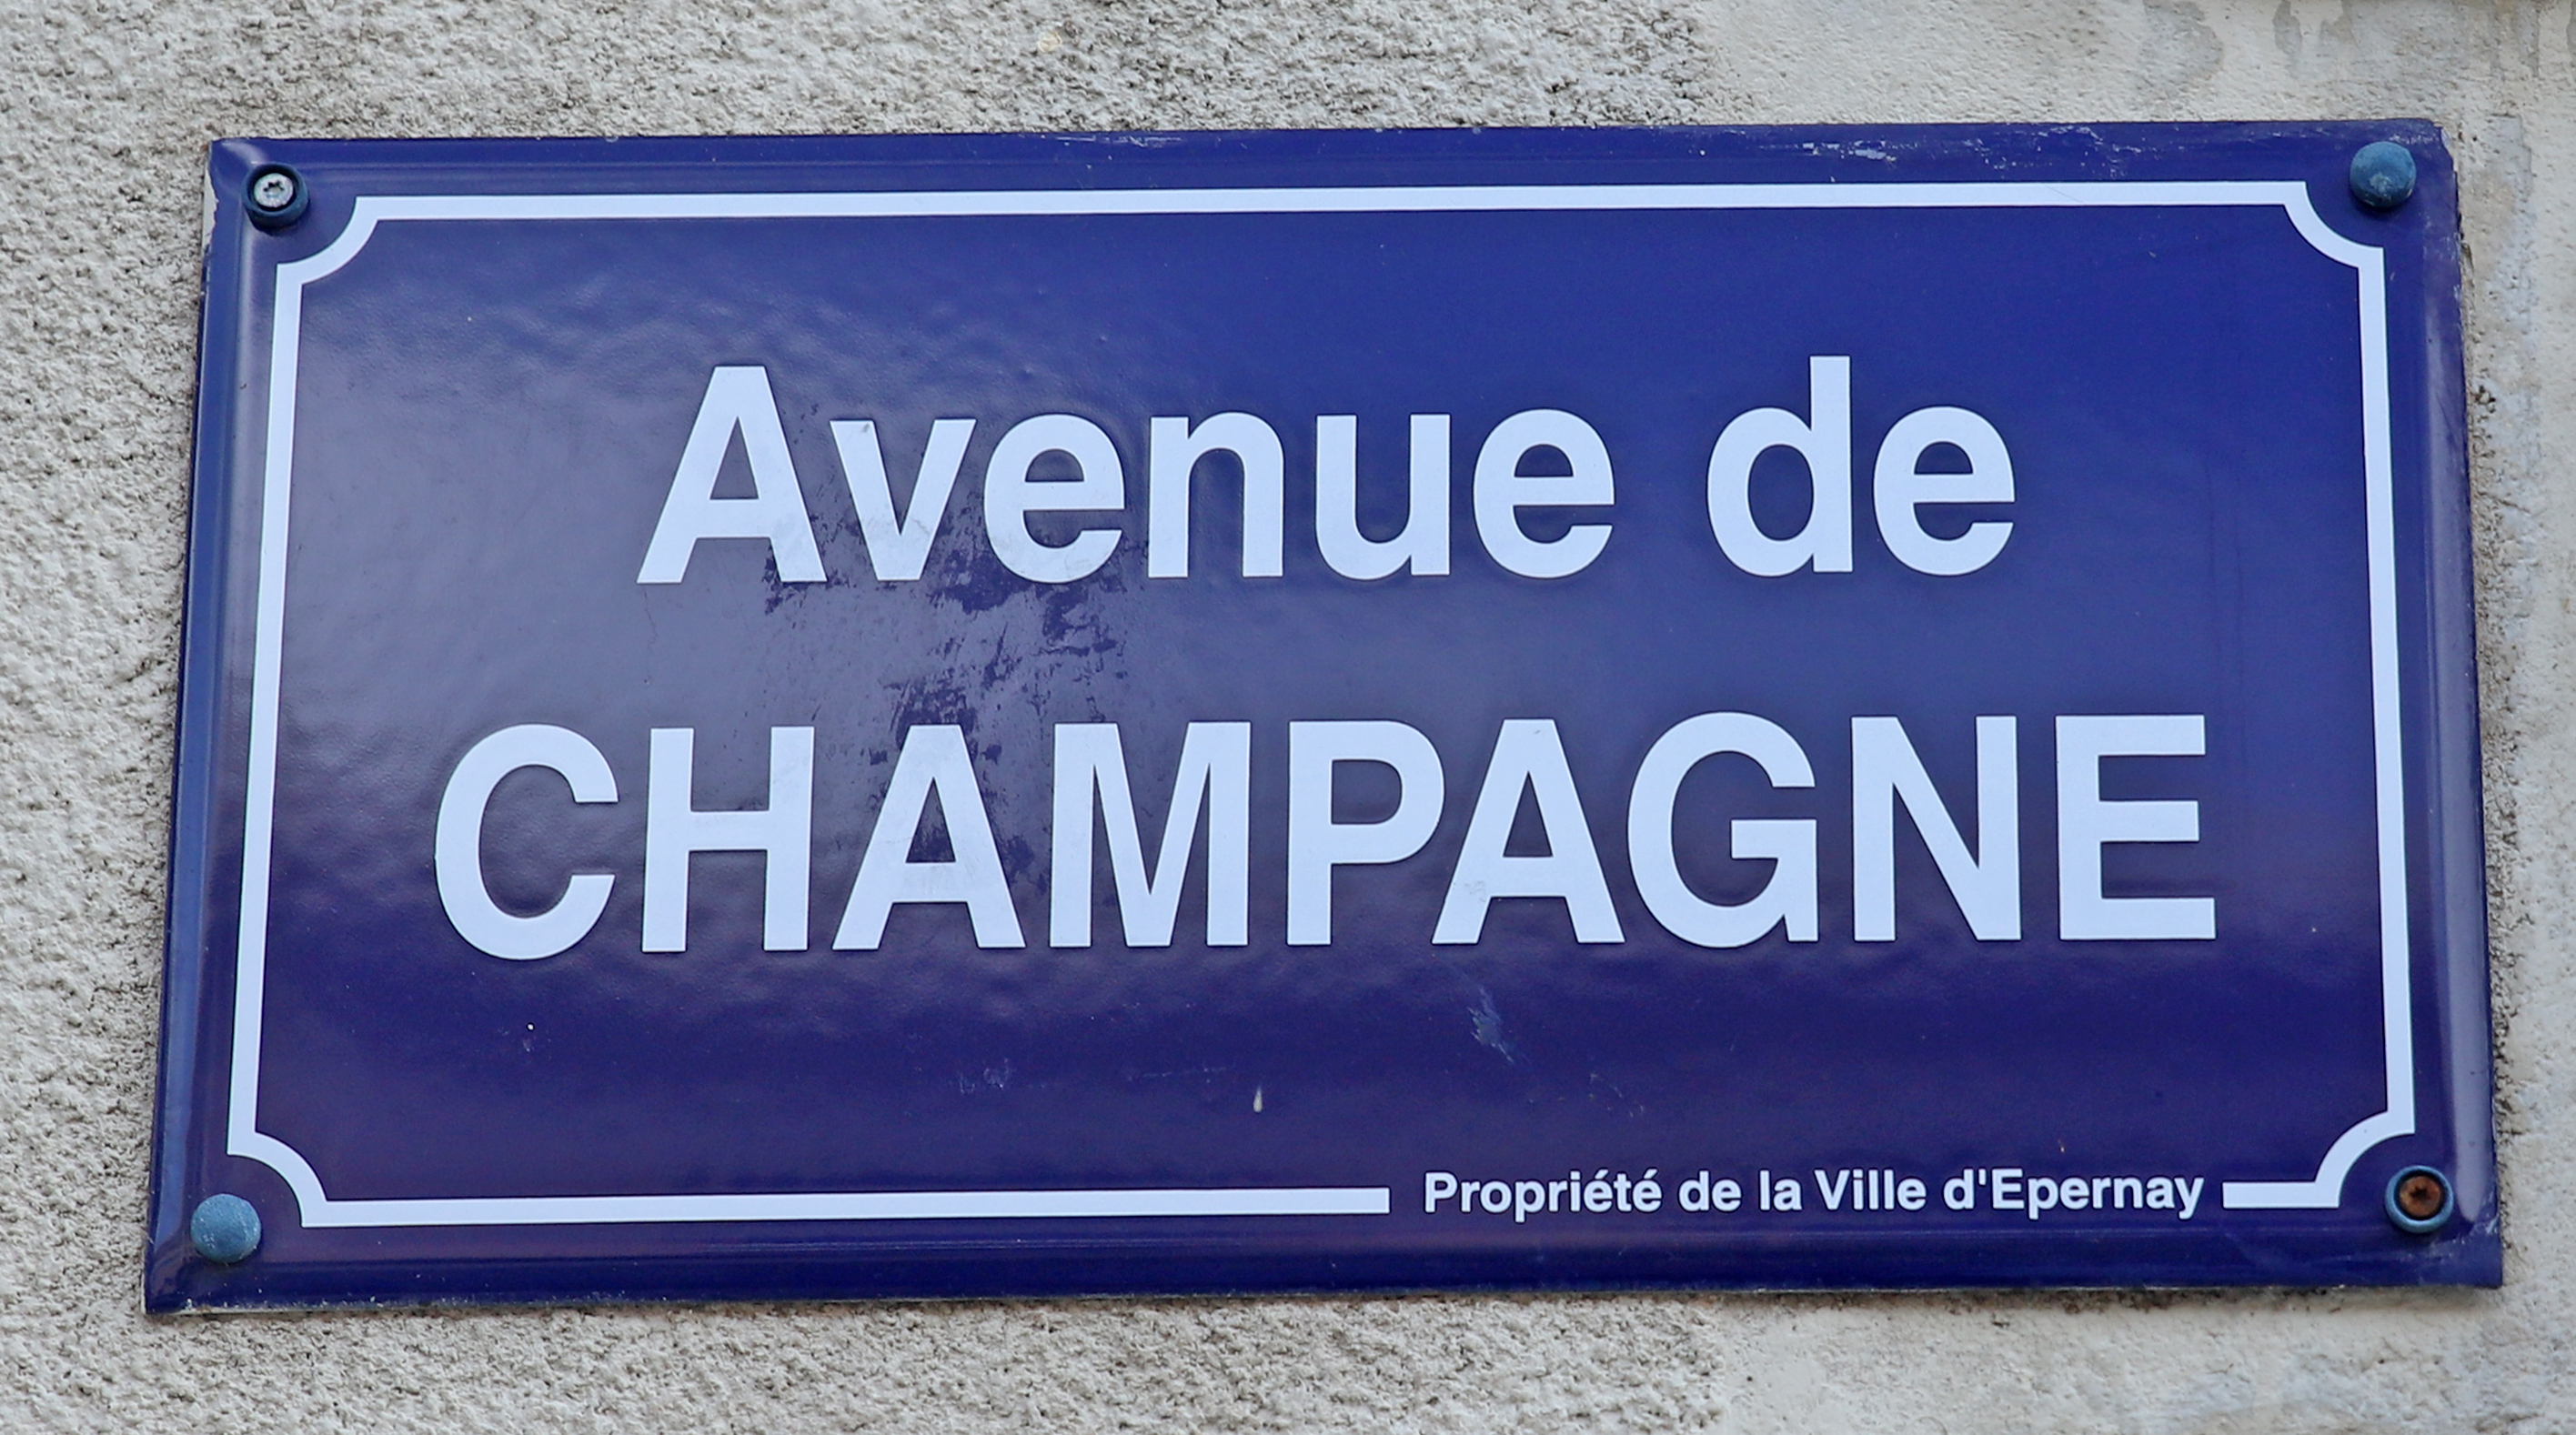 Avenue de
CHAMPAGNE
Propriété de la Ville d'Epernay